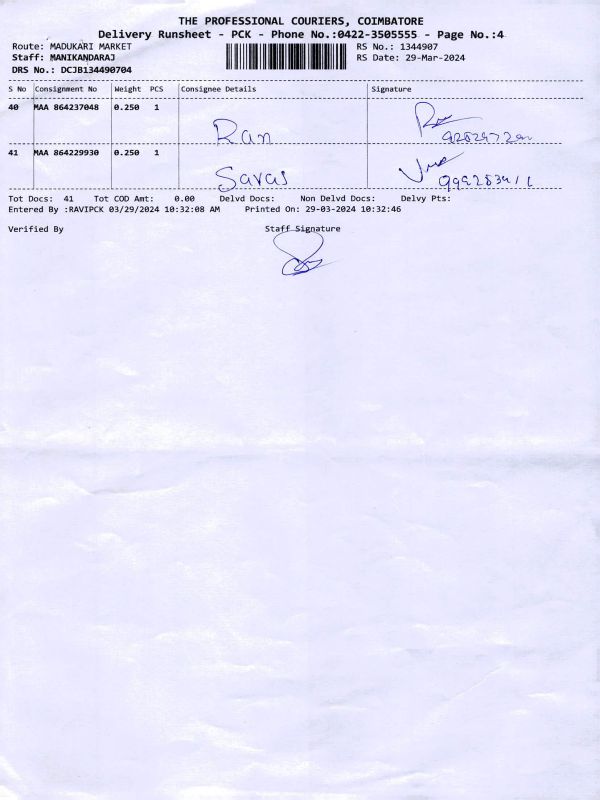 THE PROFESSIONAL COURIERS, COIMBATORE
Delivery Runsheet - PCK - Phone No.:0422-3505555 - Page No.:4
Route: MADUKARI MARKET RS No.: 1344907
Staff: MANIKANDARAJ RS Date: 29-Mar-2024
DRS No.: DCJB134490704
S No Consignment No Weight PCS Consignee Details Signature
40 MAA 864237048 0.250 1
Ran
41 MAA 864229930 0.250 1
Savas
Tot Docs: 41 Tot COD Amt: 0.00 Delvd Docs: Non Delvd Docs: Delvy Pts:
Entered By :RAVIPCK 03/29/2024 10:32:08 AM Printed On: 29-03-2024 10:32:46
Verified By Staff Signature